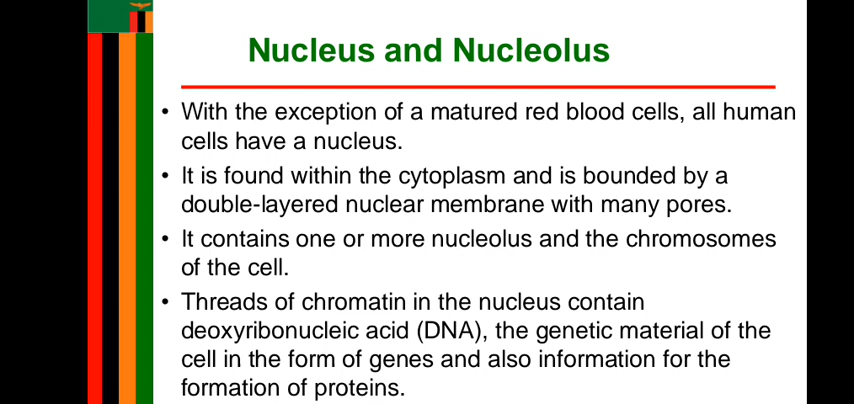 Nucleus and Nucleolus
• With the exception of a matured red blood cells, all human
cells have a nucleus.
• It is found within the cytoplasm and is bounded by a
double-layered nuclear membrane with many pores.
• It contains one or more nucleolus and the chromosomes
of the cell.
• Threads of chromatin in the nucleus contain
deoxyribonucleic acid (DNA), the genetic material of the
cell in the form of genes and also information for the
formation of proteins.